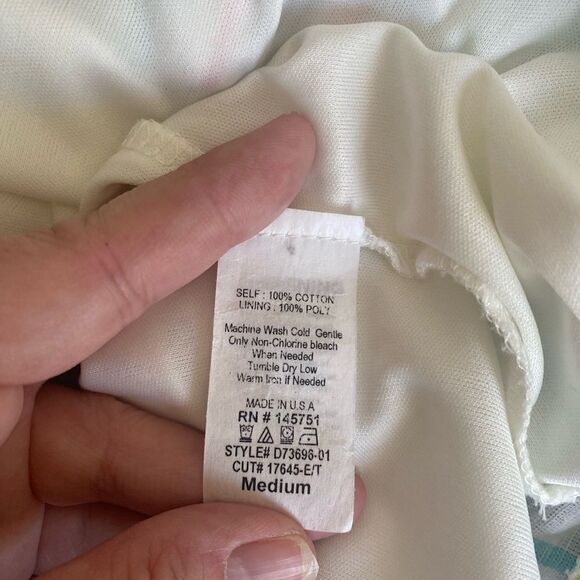 SELF : 100% COTTON
LINING : 100% POLY
Machine Wash Cold Gentle
Only Non-Chlorine bleach
When Needed
Tumble Dry Low
Warm Iron If Needed
MADE IN U.S.A
RN # 145751
STYLE# D73696-01
CUT# 17645-E/T
Medium